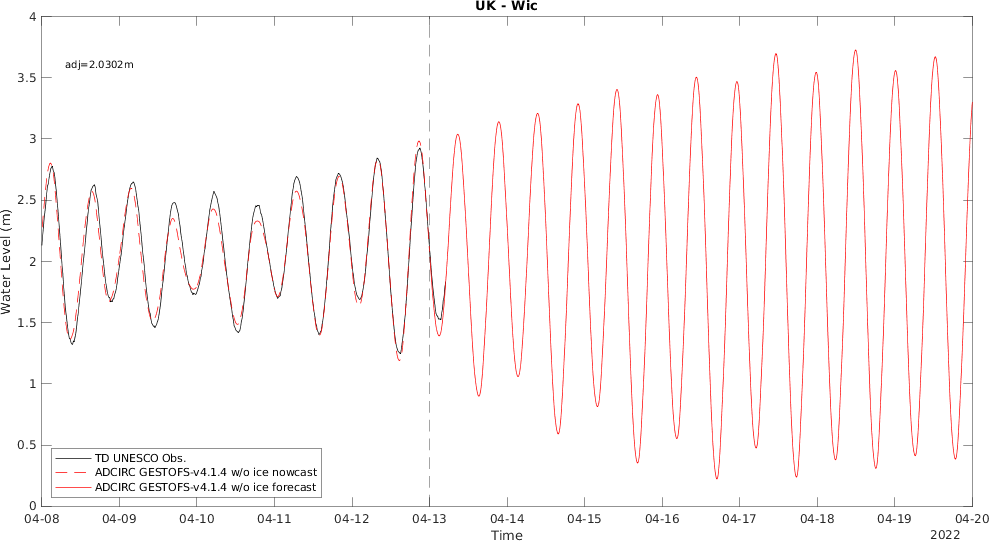 UK - Wic
adj=2.0302m
Water Level (m)
4
3.5
3
2.5
2
1.5
1
0.5
0
TD UNESCO Obs.
ADCIRC GESTOFS-v4.1.4 w/o ice nowcast
ADCIRC GESTOFS-v4.1.4 w/o ice forecast
04-08 04-09 04-10 04-11 04-12 04-13 04-14 04-15 04-16 04-17 04-18 04-19 04-20
Time
2022